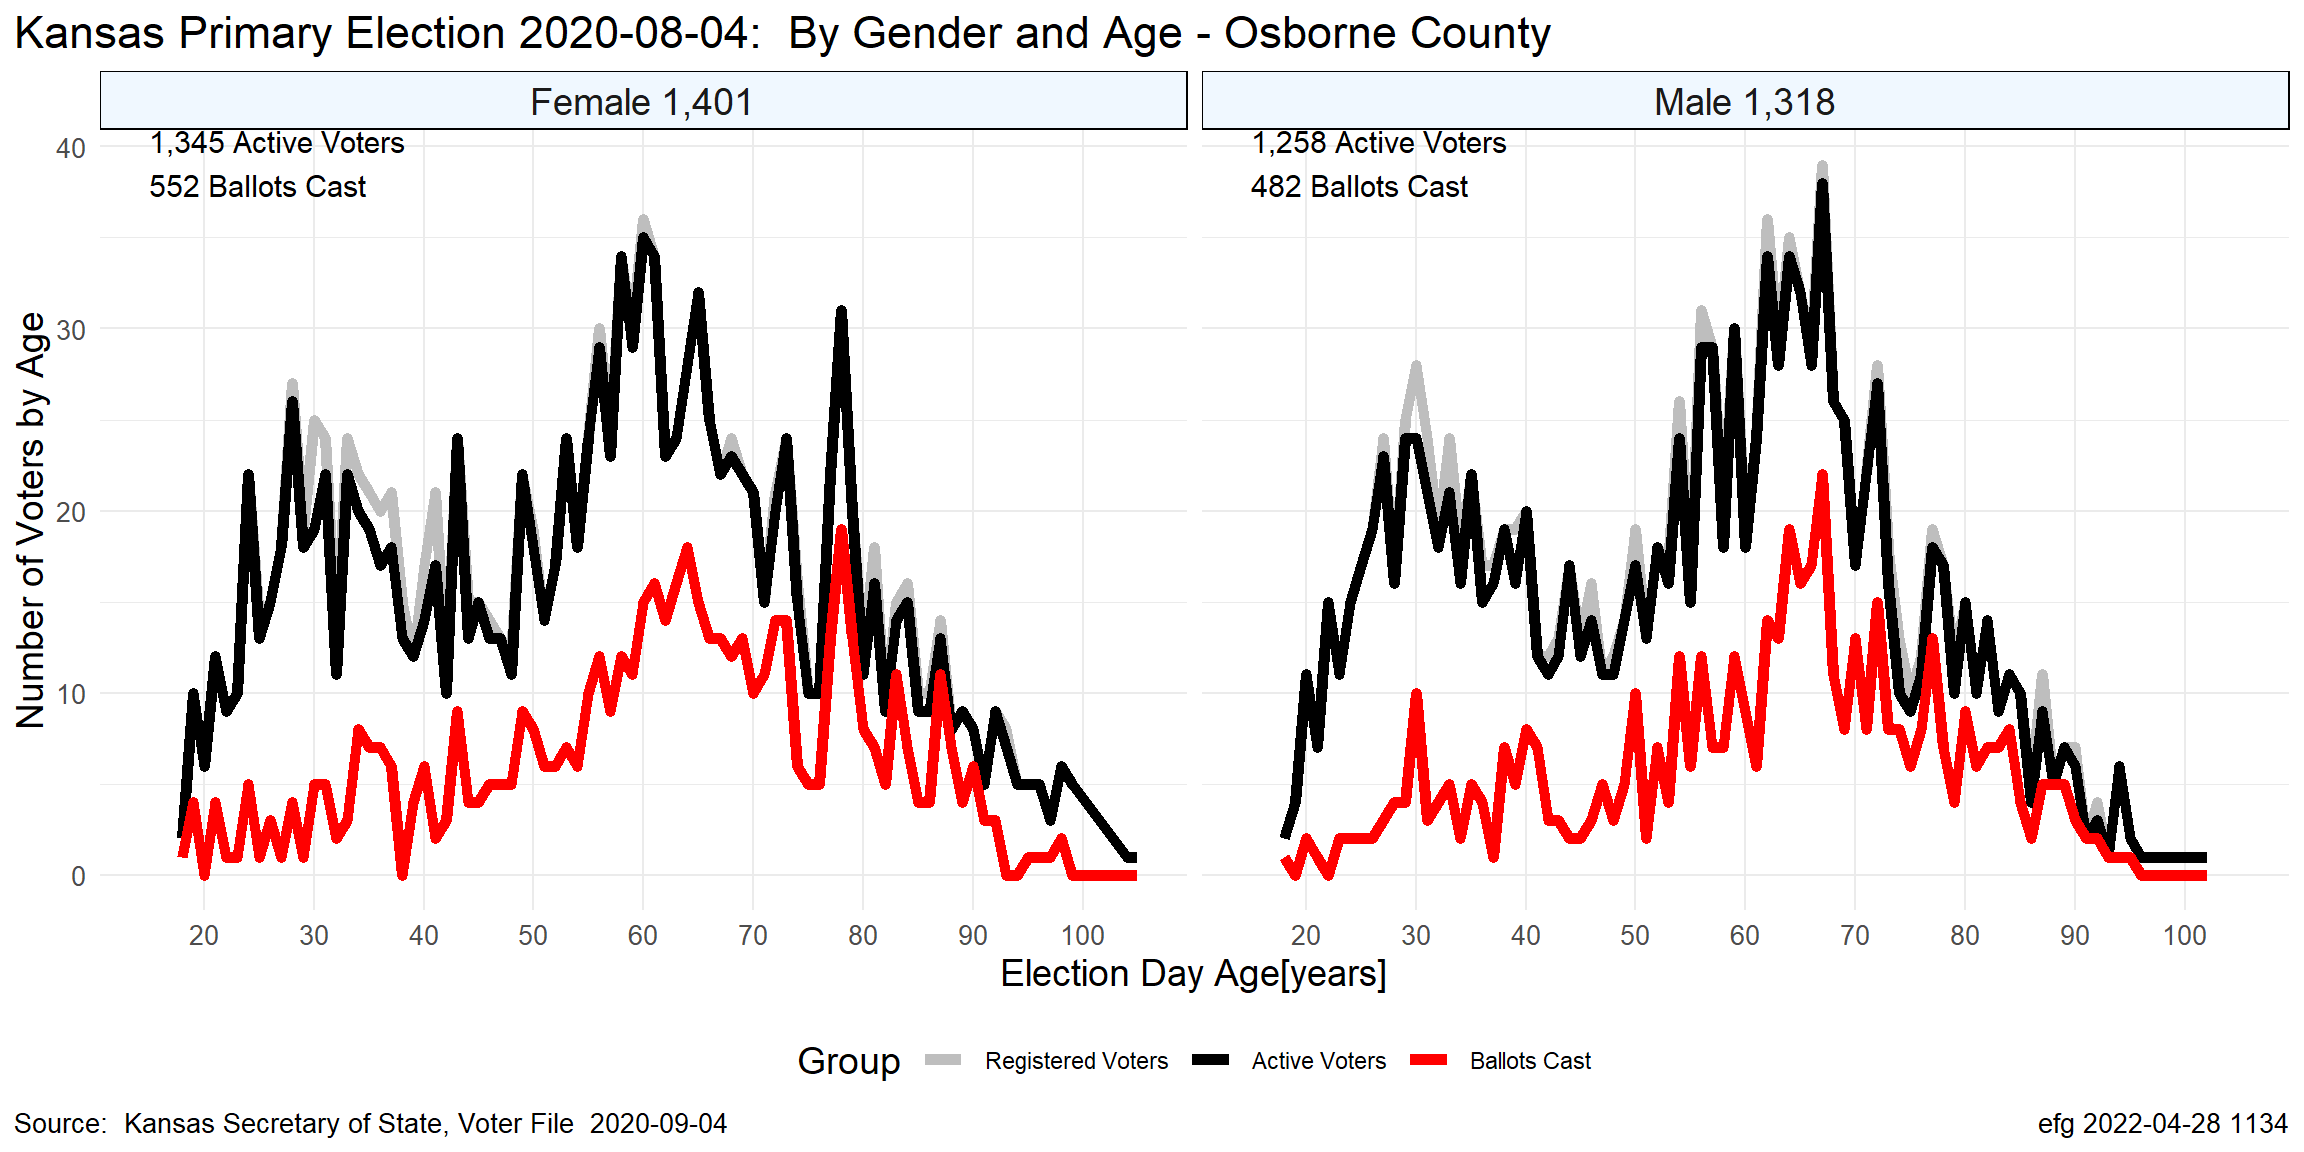 Kansas Primary Election 2020-08-04:  By Gender and Age - Osborne County
Female 1,401
Male 1,318
1,345 Active Voters
552 Ballots Cast
1,258 Active Voters
482 Ballots Cast
Number of Voters by Age
40
30
20
10
0
20 30 40 50 60 70 80 90 100
20 30 40 50 60 70 80 90 100
Election Day Age[years]
Group Registered Voters Active Voters Ballots Cast
Source:  Kansas Secretary of State, Voter File  2020-09-04
efg 2022-04-28 1134